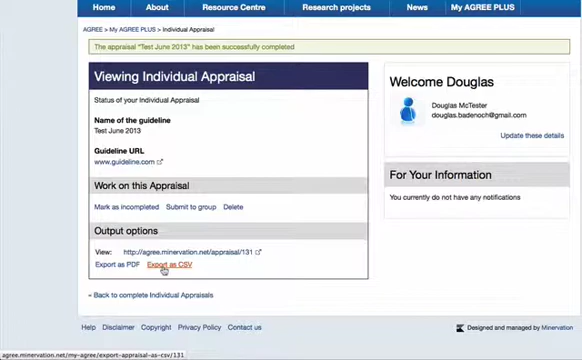 Home About Resource Centre Research projects News My AGREE PLUS
AGREE > My AGREE PLUS > Individual Appraisal
The appraisal "Test June 2013" has been successfully completed
Viewing Individual Appraisal
Status of your Individual Appraisal
Name of the guideline
Test June 2013
Guideline URL
www.guideline.com
Work on this Appraisal
Mark as incompleted Submit to group Delete
Output options
View: http://agree.minervation.net/appraisal/131
Export as PDF Export as CSV
« Back to complete Individual Appraisals
Welcome Douglas
Douglas McTester
douglas.badenoch@gmail.com
Update these details
For Your Information
You currently do not have any notifications
Help Disclaimer Copyright Privacy Policy Contact us
Designed and managed by Minervation
agree.minervation.net/my-agree/export-appraisal-as-csv/131